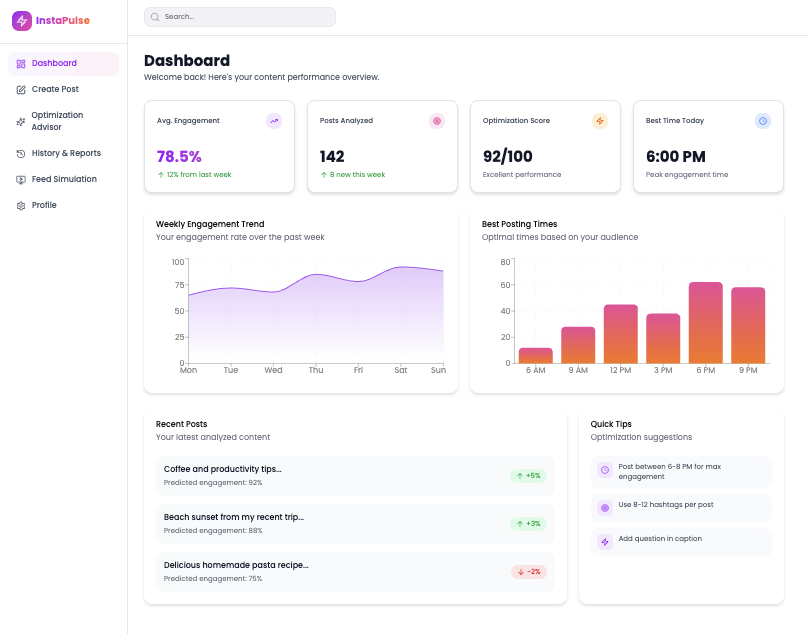 InstaPulse
Search...
Dashboard
Create Post
Optimization
Advisor
History & Reports
Feed Simulation
Profile
Dashboard
Welcome back! Here's your content performance overview.
Avg. Engagement
78.5%
↑ 12% from last week
Posts Analyzed
142
↑ 8 new this week
Optimization Score
92/100
Excellent performance
Best Time Today
6:00 PM
Peak engagement time
Weekly Engagement Trend
Your engagement rate over the past week
100
75
50
25
0
Mon Tue Wed Thu Fri Sat Sun
Best Posting Times
Optimal times based on your audience
80
60
40
20
0
6 AM 9 AM 12 PM 3 PM 6 PM 9 PM
Recent Posts
Your latest analyzed content
Coffee and productivity tips...
Predicted engagement: 92%
↑ +5%
Beach sunset from my recent trip...
Predicted engagement: 88%
↑ +3%
Delicious homemade pasta recipe...
Predicted engagement: 75%
↓ -2%
Quick Tips
Optimization suggestions
Post between 6-8 PM for max
engagement
Use 8-12 hashtags per post
Add question in caption